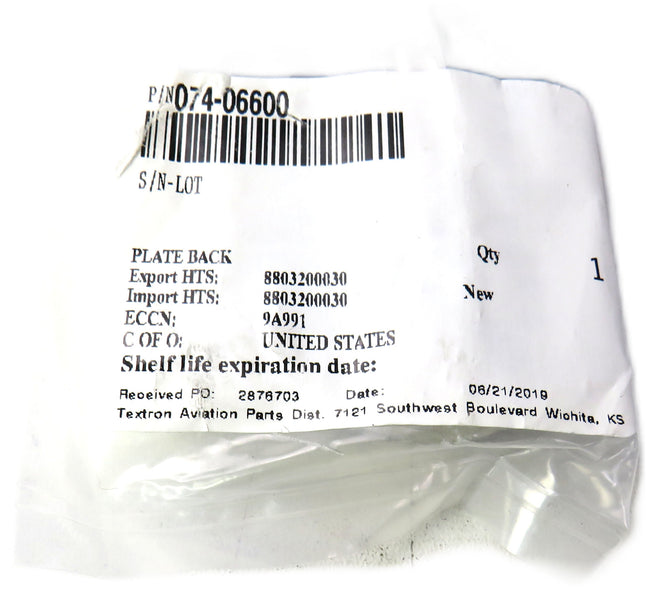 P/N 074-06600
S/N-LOT
PLATE BACK Qty 1
Export HTS: 8803200030
Import HTS: 8803200030 New
ECCN: 9A991
C OF O: UNITED STATES
Shelf life expiration date:
Received PO: 2876703 Date: 06/21/2019
Textron Aviation Parts Dist. 7121 Southwest Boulevard Wichita, KS